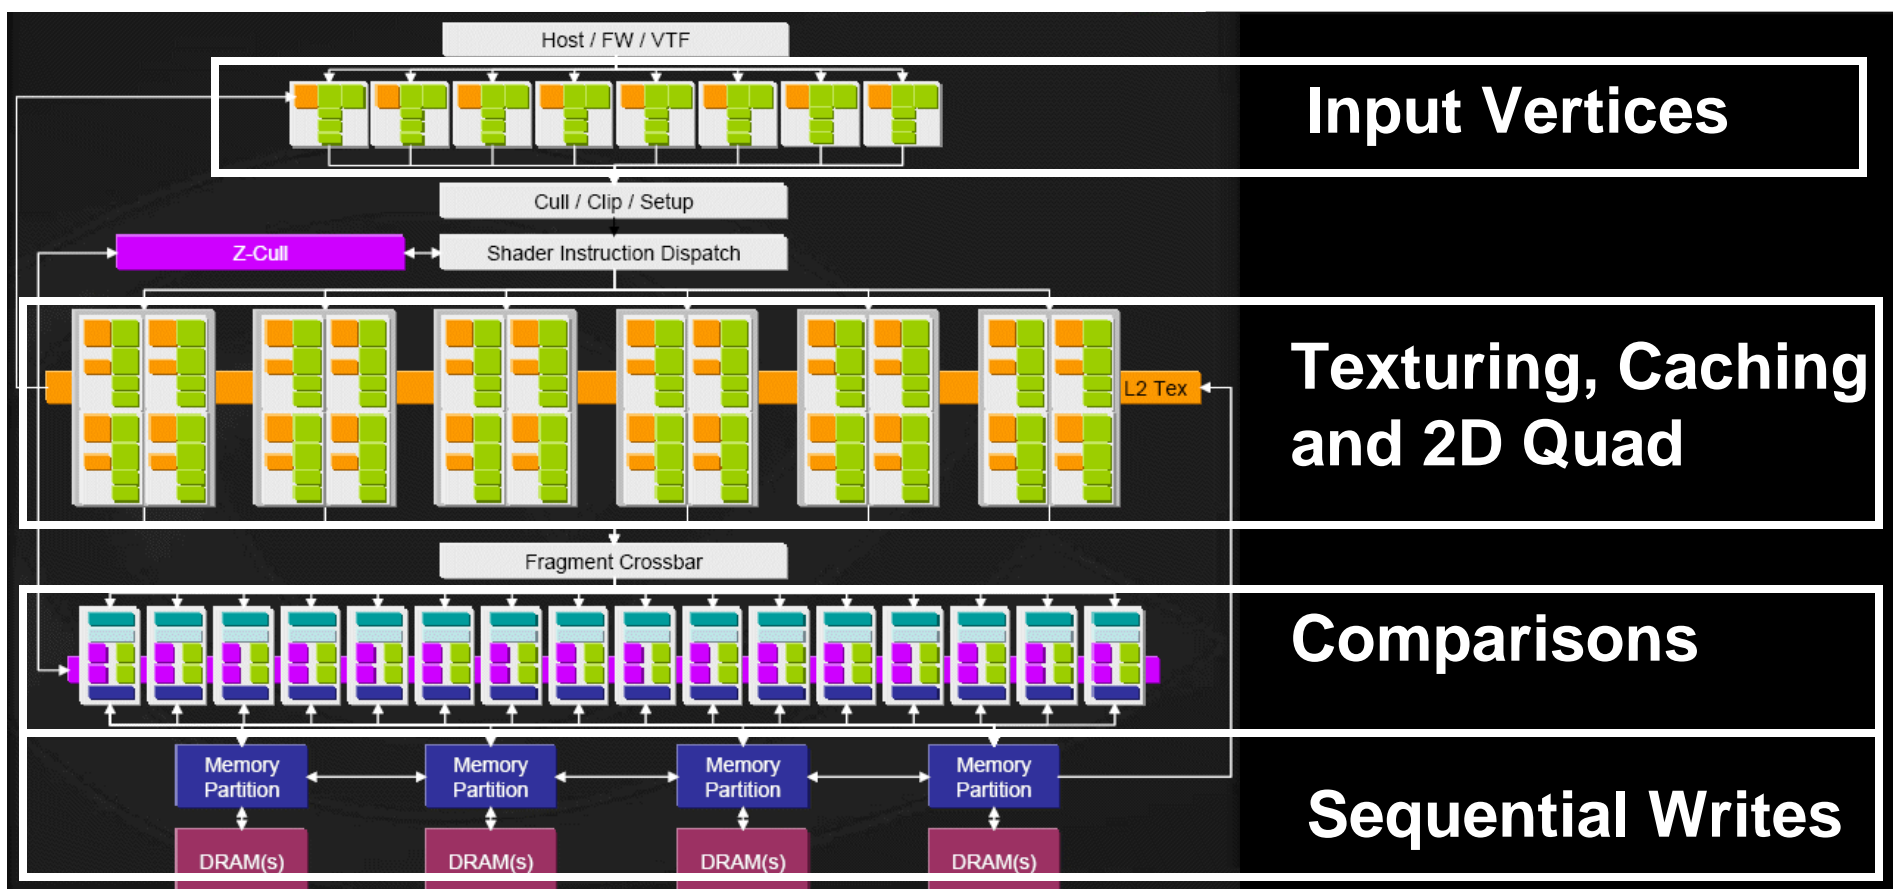 Host / FW / VTF
Input Vertices
Cull / Clip / Setup
Z-Cull
Shader Instruction Dispatch
Texturing, Caching
and 2D Quad
L2 Tex
Fragment Crossbar
Comparisons
Memory
Partition
Memory
Partition
Memory
Partition
Memory
Partition
Sequential Writes
DRAM(s)
DRAM(s)
DRAM(s)
DRAM(s)